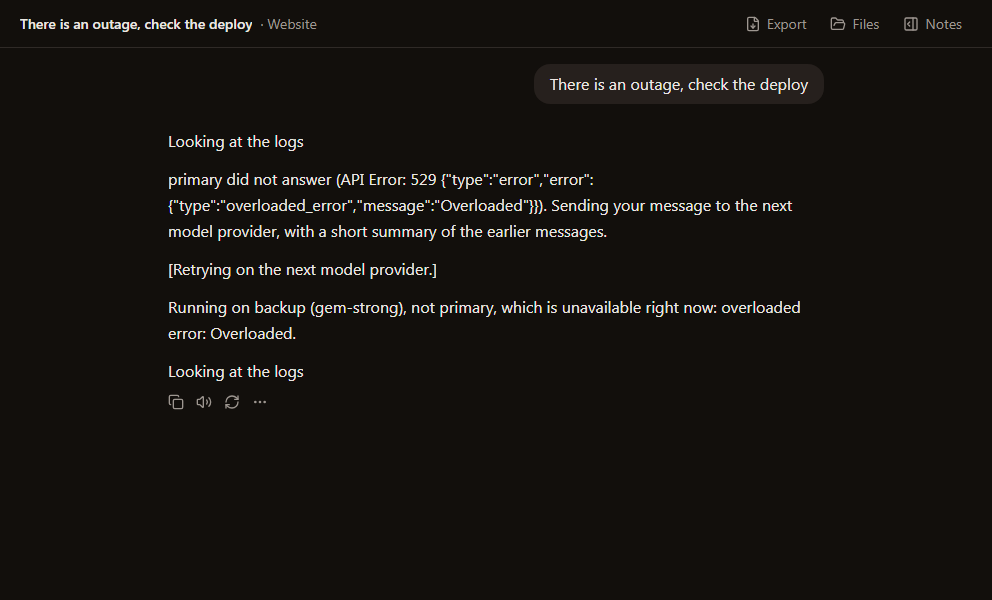 There is an outage, check the deploy · Website
Export Files Notes
There is an outage, check the deploy
Looking at the logs
primary did not answer (API Error: 529 {"type":"error","error":
{"type":"overloaded_error","message":"Overloaded"}}). Sending your message to the next
model provider, with a short summary of the earlier messages.
[Retrying on the next model provider.]
Running on backup (gem-strong), not primary, which is unavailable right now: overloaded
error: Overloaded.
Looking at the logs